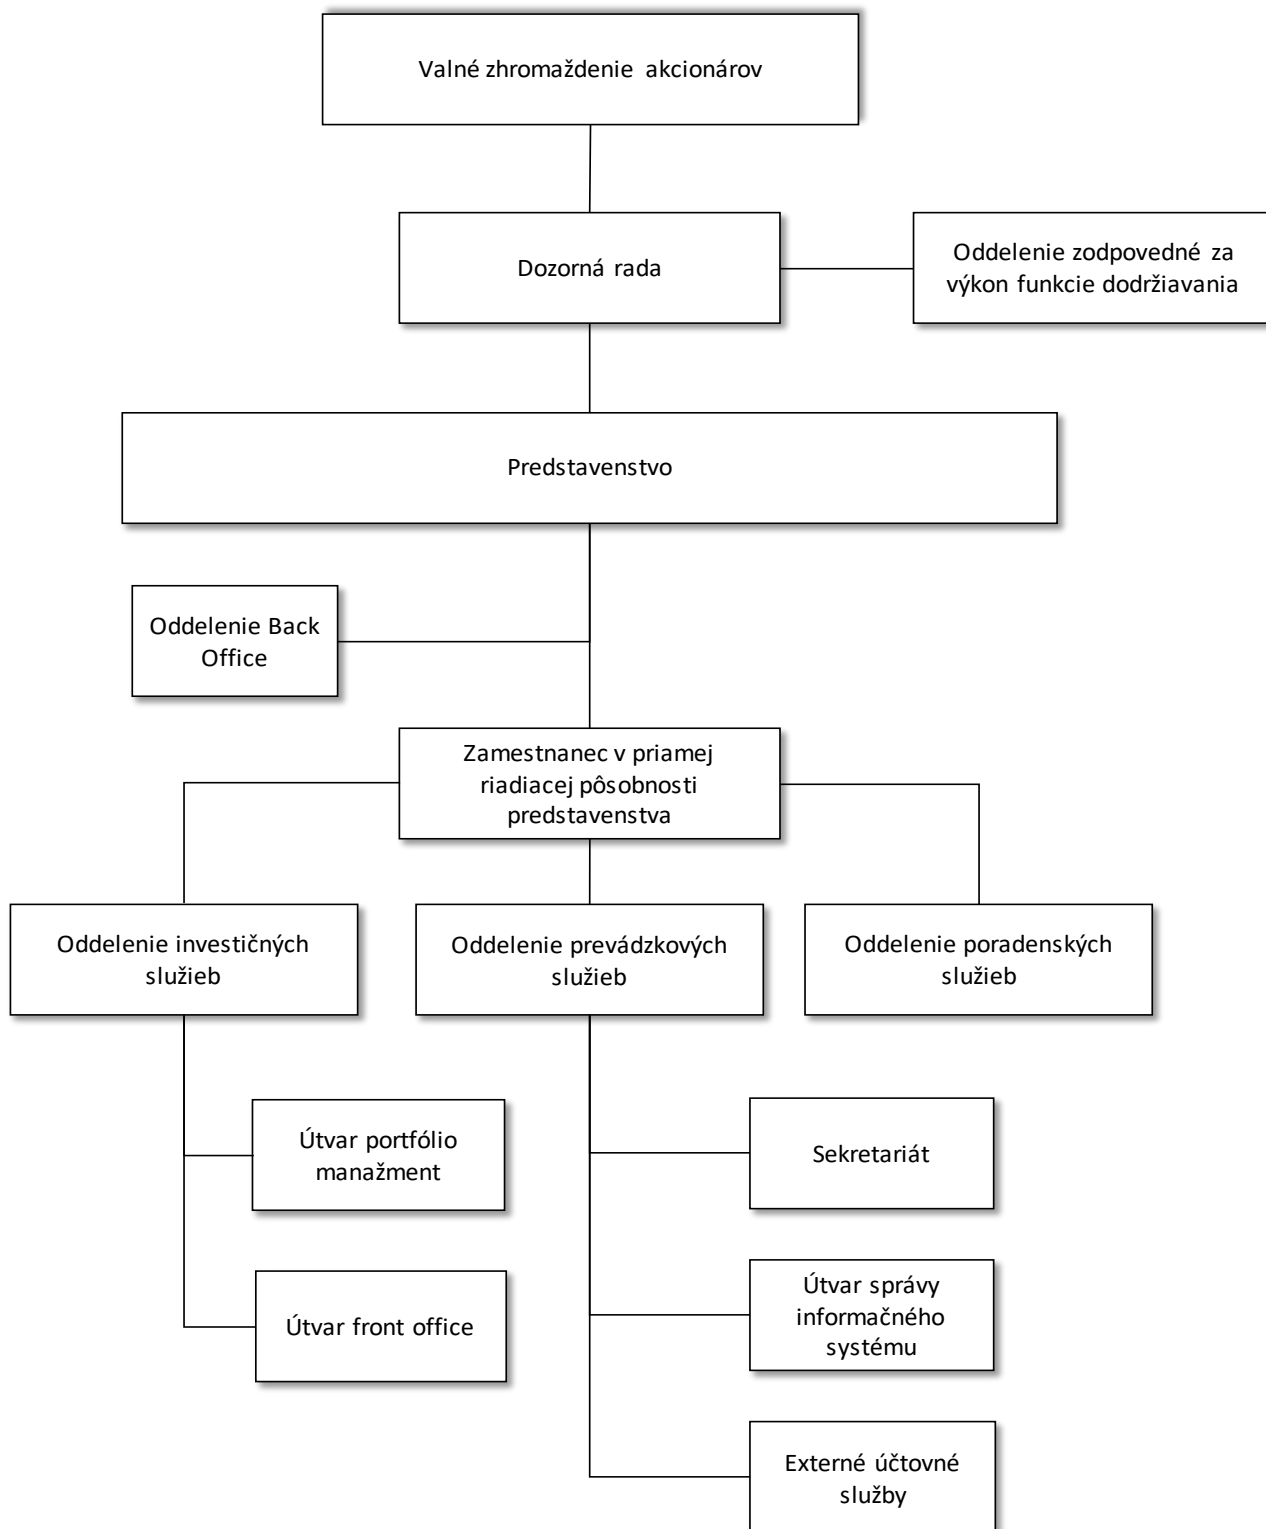 Valné zhromaždenie akcionárov
Dozorná rada
Oddelenie zodpovedné za
výkon funkcie dodržiavania
Predstavenstvo
Oddelenie Back
Office
Zamestnanec v priamej
riadiacej pôsobnosti
predstavenstva
Oddelenie investičných
služieb
Oddelenie prevádzkových
služieb
Oddelenie poradenských
služieb
Útvar portfólio
manažment
Sekretariát
Útvar front office
Útvar správy
informačného
systému
Externé účtovné
služby